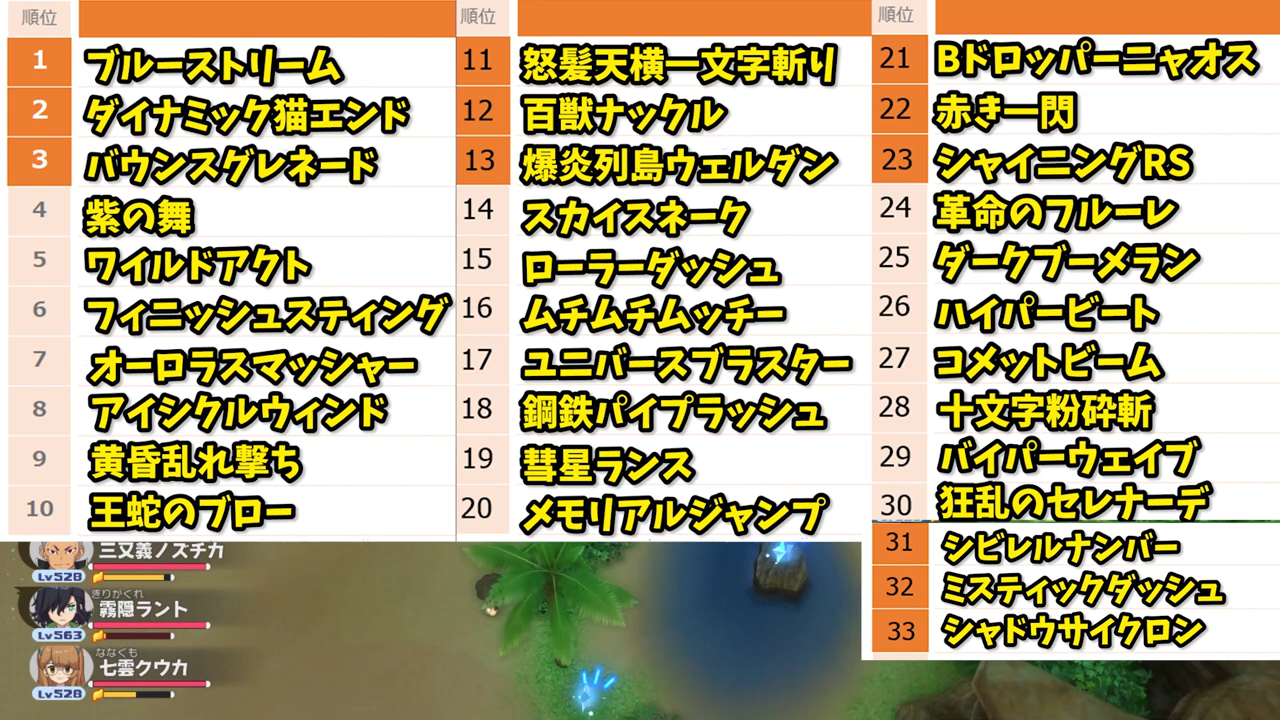 順位
1 ブルーストリーム
2 ダイナミック猫エンド
3 バウンスグレネード
4 紫の舞
5 ワイルドアクト
6 フィニッシュスティング
7 オーロラスマッシャー
8 アイシクルウィンド
9 黄昏乱れ撃ち
10 王蛇のブロー
順位
11 怒髪天横一文字斬り
12 百獣ナックル
13 爆炎列島ウェルダン
14 スカイスネーク
15 ローラーダッシュ
16 ムチムチムッチー
17 ユニバースブラスター
18 鋼鉄パイプラッシュ
19 彗星ランス
20 メモリアルジャンプ
順位
21 Bドロッパーニャオス
22 赤き一閃
23 シャイニングRS
24 革命のフルーレ
25 ダークブーメラン
26 ハイパービート
27 コメットビーム
28 十文字粉砕斬
29 バイパーウェイブ
30 狂乱のセレナーデ
31 シビレルナンバー
32 ミスティックダッシュ
33 シャドウサイクロン
三又義ノズチカ
Lv528
きりがくれ
霧隠ラント
Lv563
ななくも
七雲クウカ
Lv528